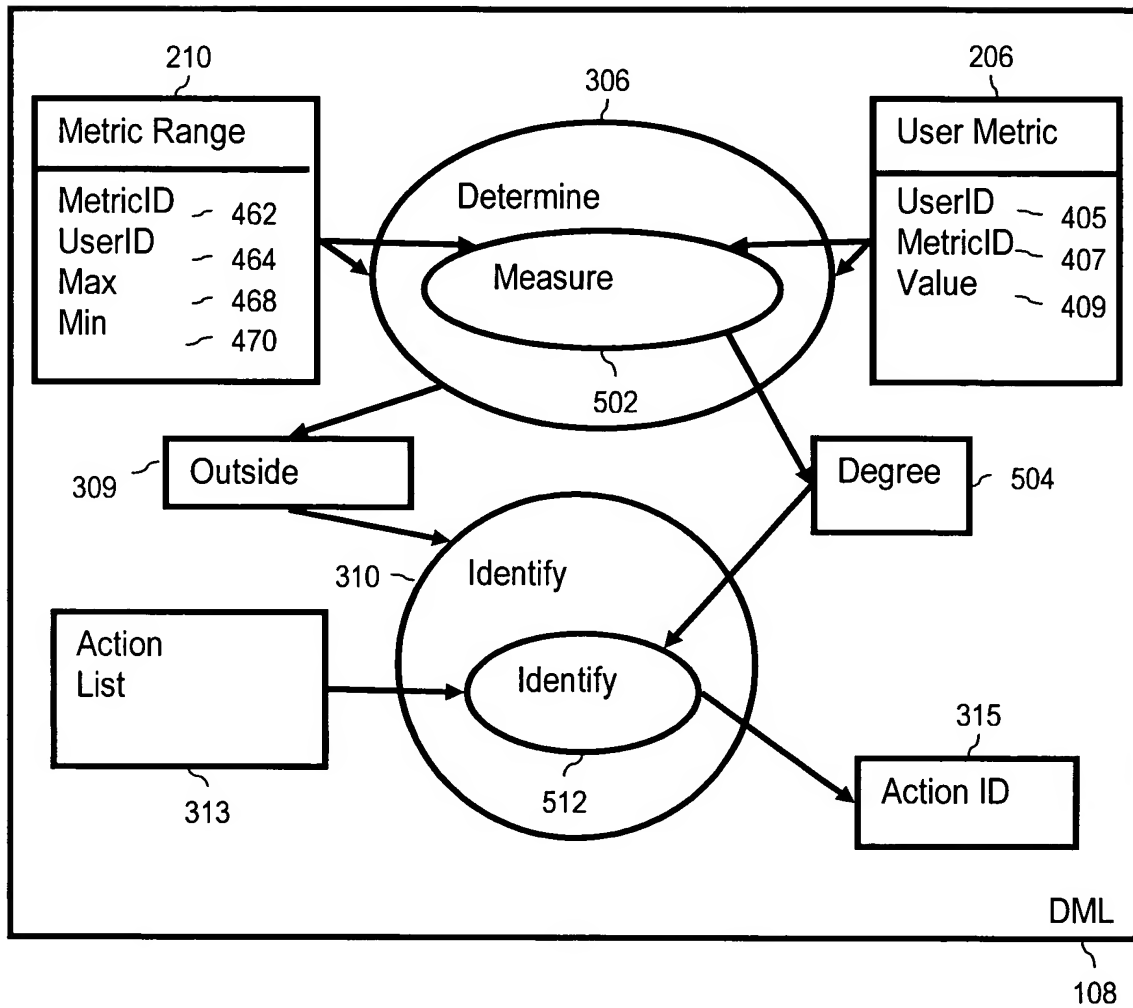 210
306
206
Metric Range
User Metric
MetricID 462
UserID 464
Max 468
Min 470
Determine
Measure
UserID 405
MetricID 407
Value 409
502
309
Outside
Degree
504
310
Identify
Action
List
Identify
315
313
512
Action ID
DML
108